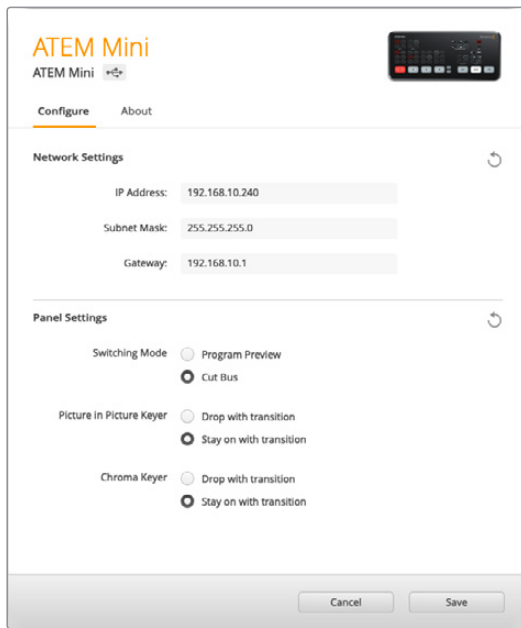 ATEM Mini
ATEM Mini
Configure About
Network Settings
IP Address: 192.168.10.240
Subnet Mask: 255.255.255.0
Gateway: 192.168.10.1
Panel Settings
Switching Mode Program Preview
Cut Bus
Picture in Picture Keyer Drop with transition
Stay on with transition
Chroma Keyer Drop with transition
Stay on with transition
Cancel Save